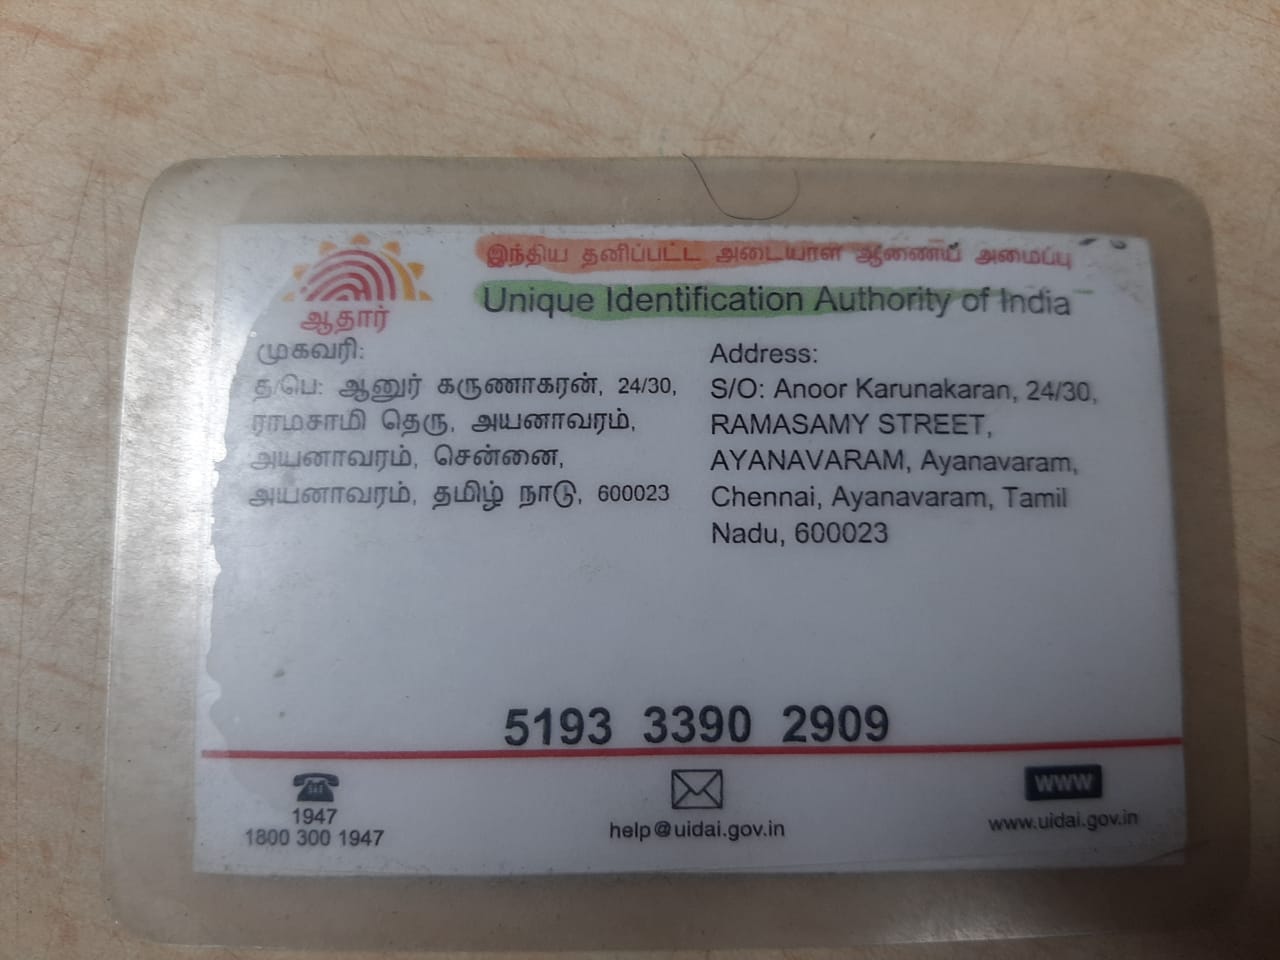 இந்திய தனிப்பட்ட அடையாள ஆணைய் அமைப்பு
Unique Identification Authority of India
ஆதார்
முகவரி:
த/பெ: ஆனுர் கருணாகரன், 24/30,
ராமசாமி தெரு, அயனாவரம்,
அயனாவரம், சென்னை,
அயனாவரம், தமிழ் நாடு, 600023
Address:
S/O: Anoor Karunakaran, 24/30,
RAMASAMY STREET,
AYANAVARAM, Ayanavaram,
Chennai, Ayanavaram, Tamil
Nadu, 600023
5193 3390 2909
1947
1800 300 1947
help@uidai.gov.in
www
www.uidai.gov.in